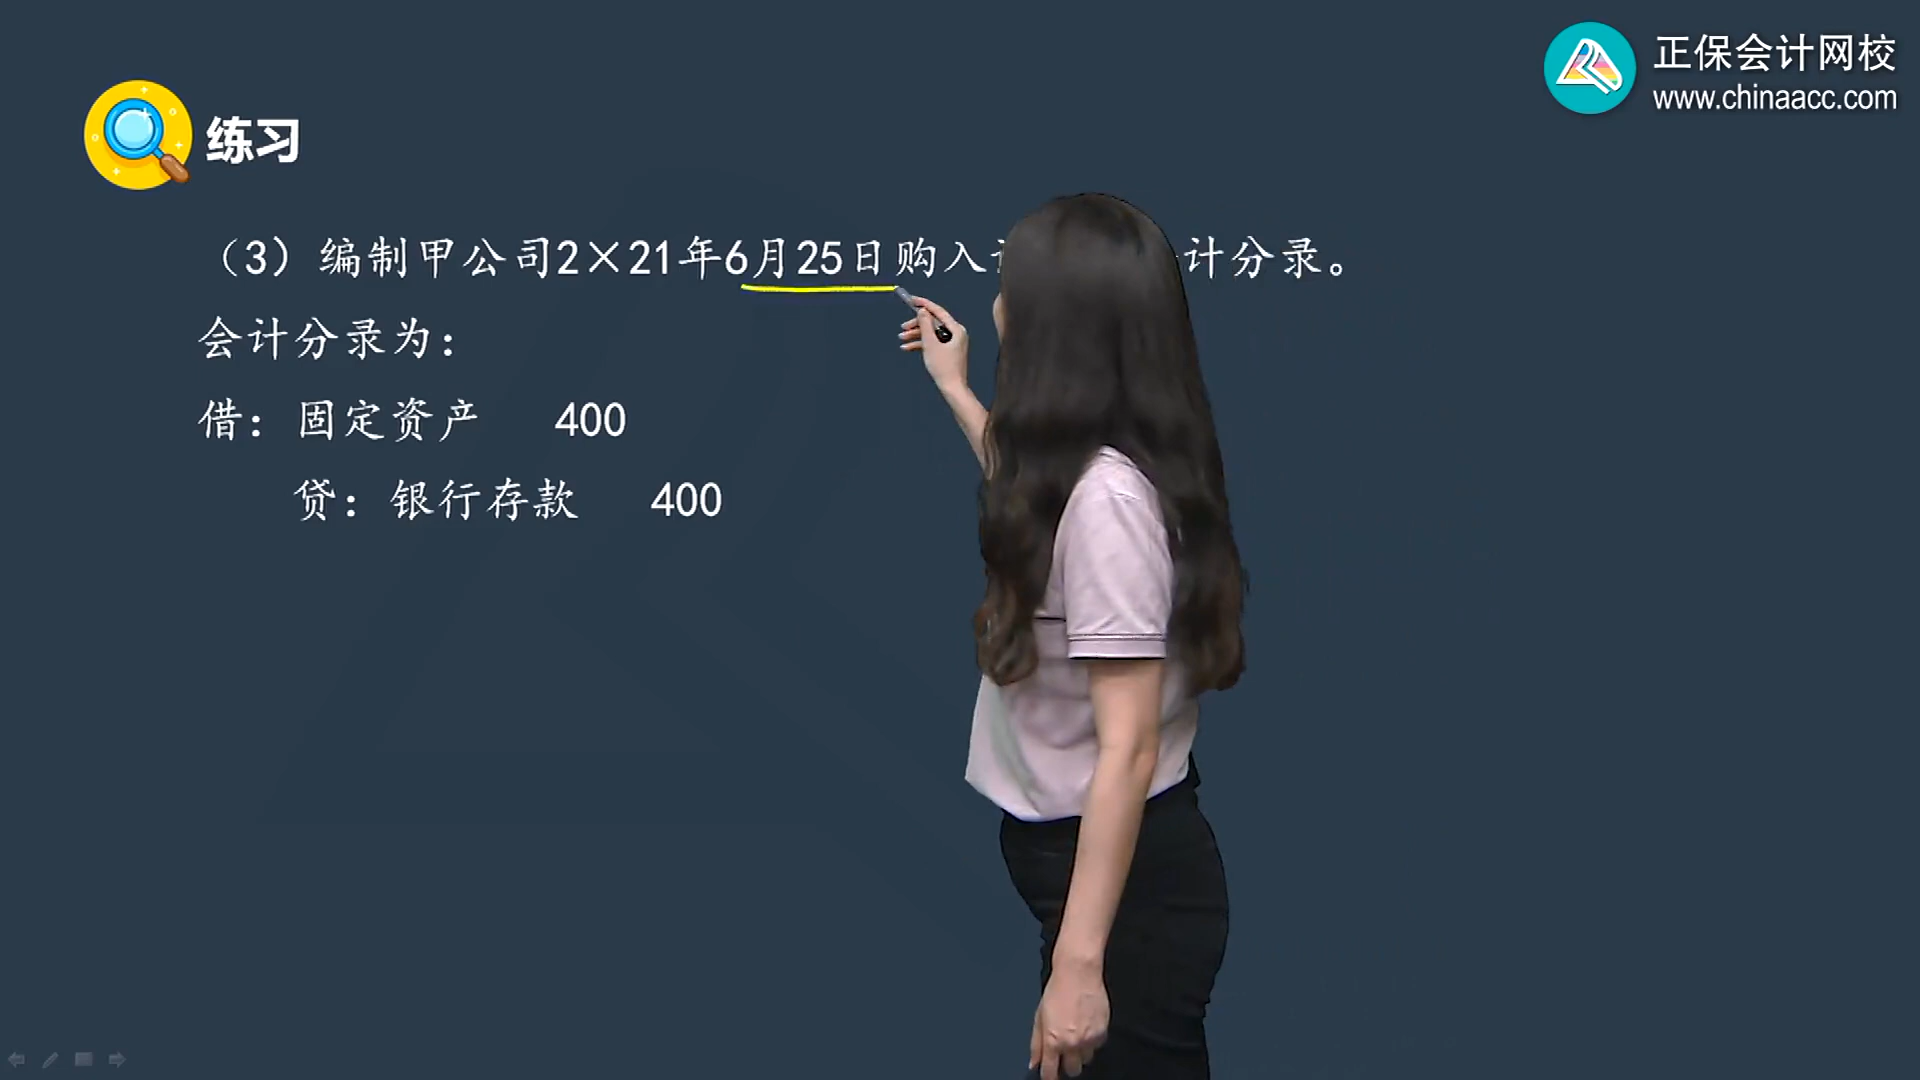 正保会计网校
www.chinaacc.com
练习
（3）编制甲公司2×21年6月25日购入 计分录。
会计分录为：
借：固定资产 400
贷：银行存款 400